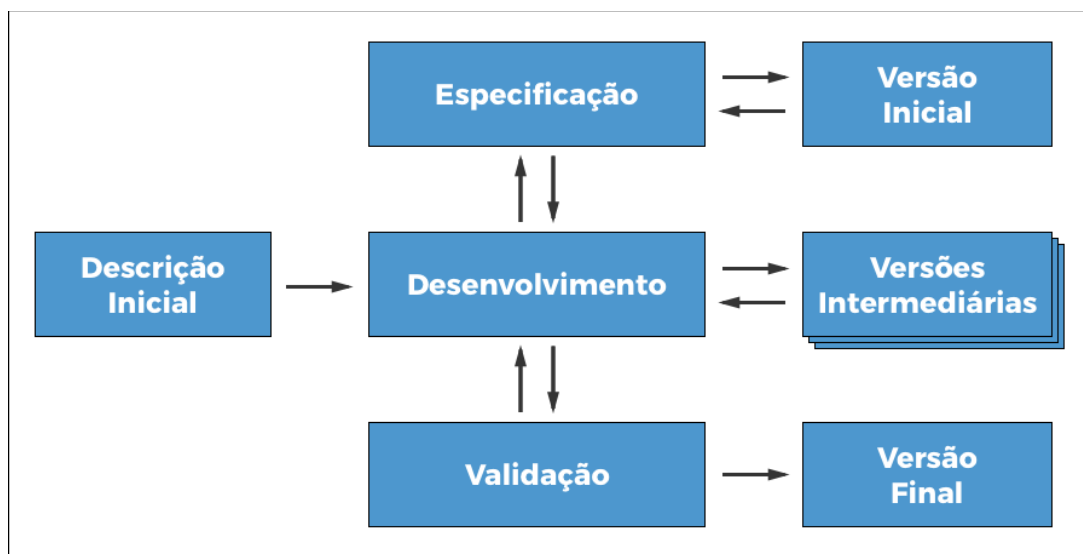 Especificação
Versão
Inicial
Descrição
Inicial
Desenvolvimento
Versões
Intermediárias
Validação
Versão
Final